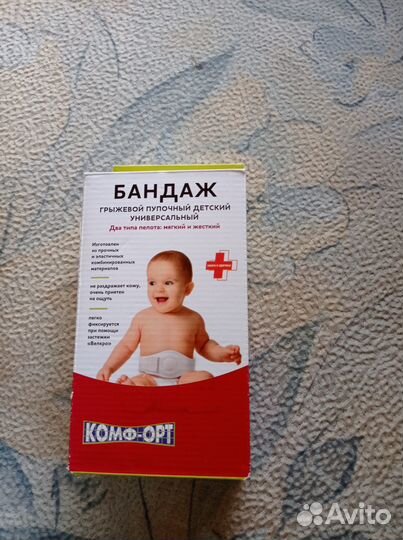 БАНДАЖ
ГРЫЖЕВОЙ ПУПОЧНЫЙ ДЕТСКИЙ
УНИВЕРСАЛЬНЫЙ
Два типа пелота: мягкий и жесткий
Изготовлен
из прочных
и эластичных
комбинированных
материалов
не раздражает кожу,
очень приятен
на ощупь
легко
фиксируется
при помощи
застежки
«Велкро»
КОМФ-ОРТ
Avito